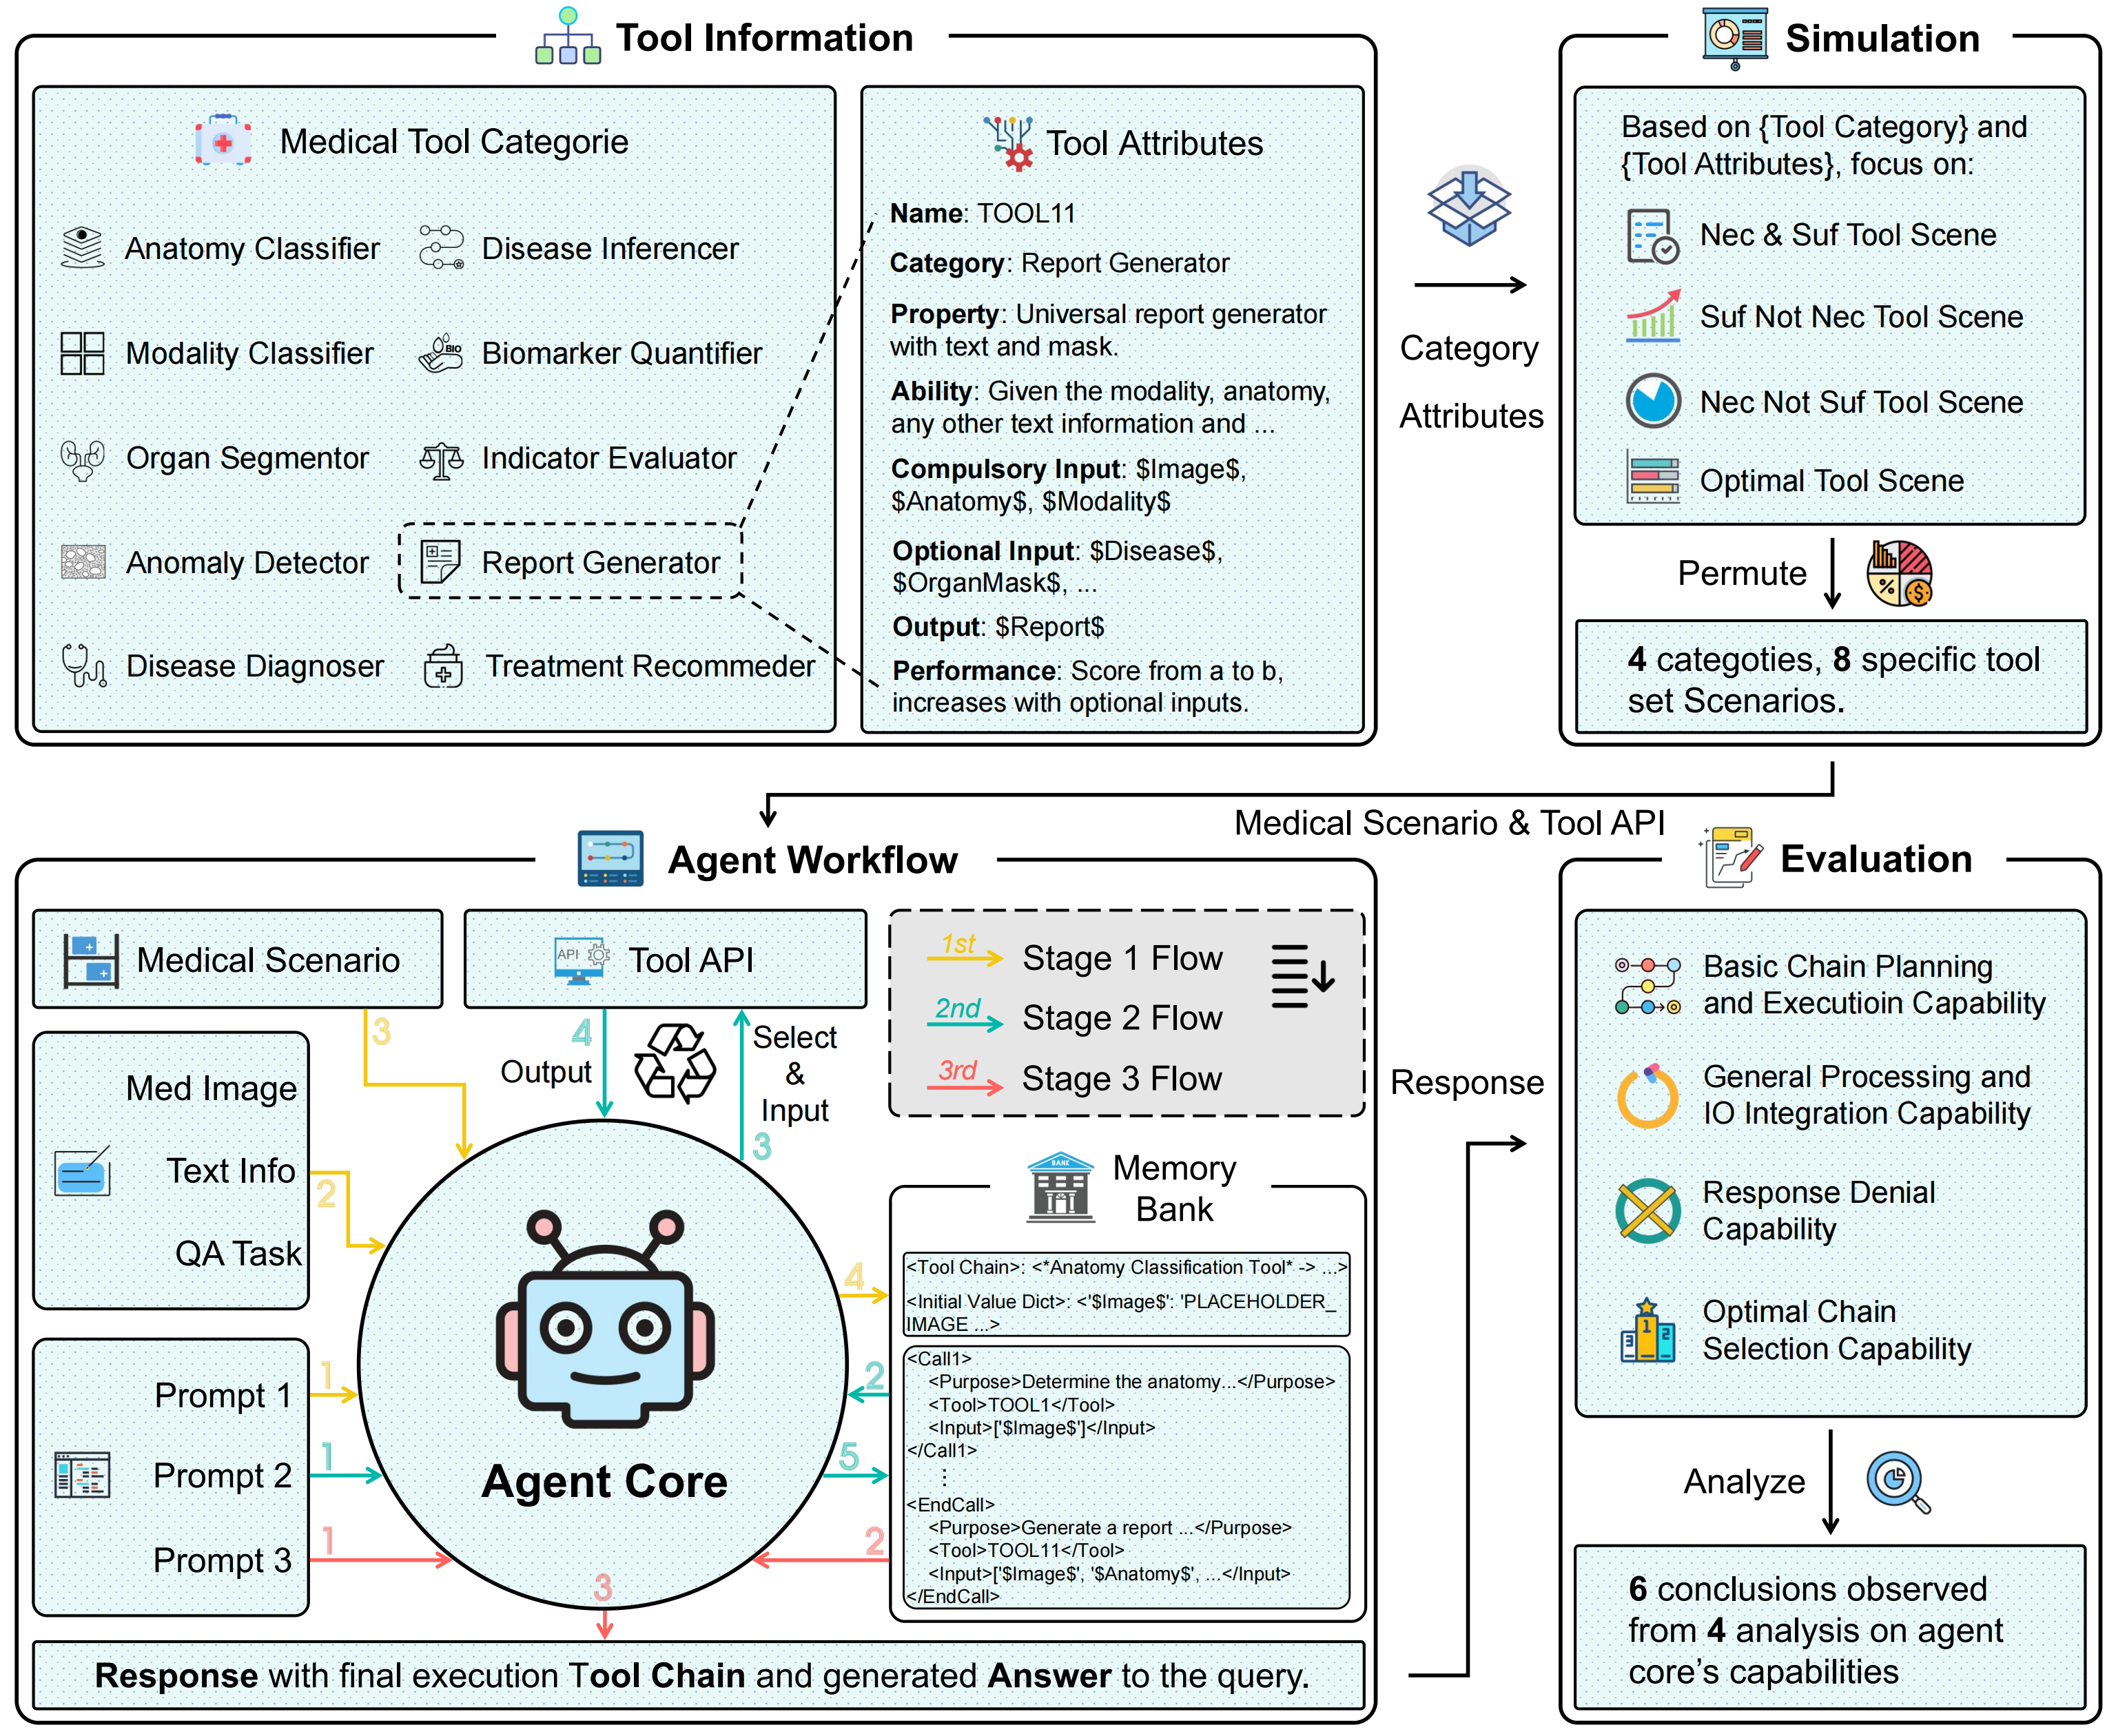 Tool Information
Medical Tool Categorie
Anatomy Classifier
Disease Inferencer
Modality Classifier
BIO
Biomarker Quantifier
Organ Segmentor
Indicator Evaluator
Anomaly Detector
Report Generator
Disease Diagnoser
Treatment Recommeder
Tool Attributes
Name: TOOL11
Category: Report Generator
Property: Universal report generator
with text and mask.
Ability: Given the modality, anatomy,
any other text information and ...
Compulsory Input: $Image$,
$Anatomy$, $Modality$
Optional Input: $Disease$,
$OrganMask$, ...
Output: $Report$
Performance: Score from a to b,
increases with optional inputs.
Category
Attributes
Simulation
Based on {Tool Category} and
{Tool Attributes}, focus on:
Nec & Suf Tool Scene
Suf Not Nec Tool Scene
Nec Not Suf Tool Scene
Optimal Tool Scene
Permute
%
$
4 categoties, 8 specific tool
set Scenarios.
Medical Scenario & Tool API
Agent Workflow
Medical Scenario
API
Tool API
1st Stage 1 Flow
2nd Stage 2 Flow
3rd Stage 3 Flow
3
4
Output
Select
&
Input
3
Med Image
Text Info
QA Task
2
Prompt 1
1
Prompt 2
1
Prompt 3
1
Agent Core
4
2
5
2
3
BANK
Memory
Bank
<Tool Chain>: <*Anatomy Classification Tool* -> ...>
<Initial Value Dict>: <'$Image$': 'PLACEHOLDER_
IMAGE ...>
<Call1>
<Purpose>Determine the anatomy...</Purpose>
<Tool>TOOL1</Tool>
<Input>['$Image$']</Input>
</Call1>
⋮
<EndCall>
<Purpose>Generate a report ...</Purpose>
<Tool>TOOL11</Tool>
<Input>['$Image$', '$Anatomy$', ...</Input>
</EndCall>
Response with final execution Tool Chain and generated Answer to the query.
Response
Evaluation
Basic Chain Planning
and Executioin Capability
General Processing and
IO Integration Capability
Response Denial
Capability
1
2
3
Optimal Chain
Selection Capability
Analyze
6 conclusions observed
from 4 analysis on agent
core's capabilities